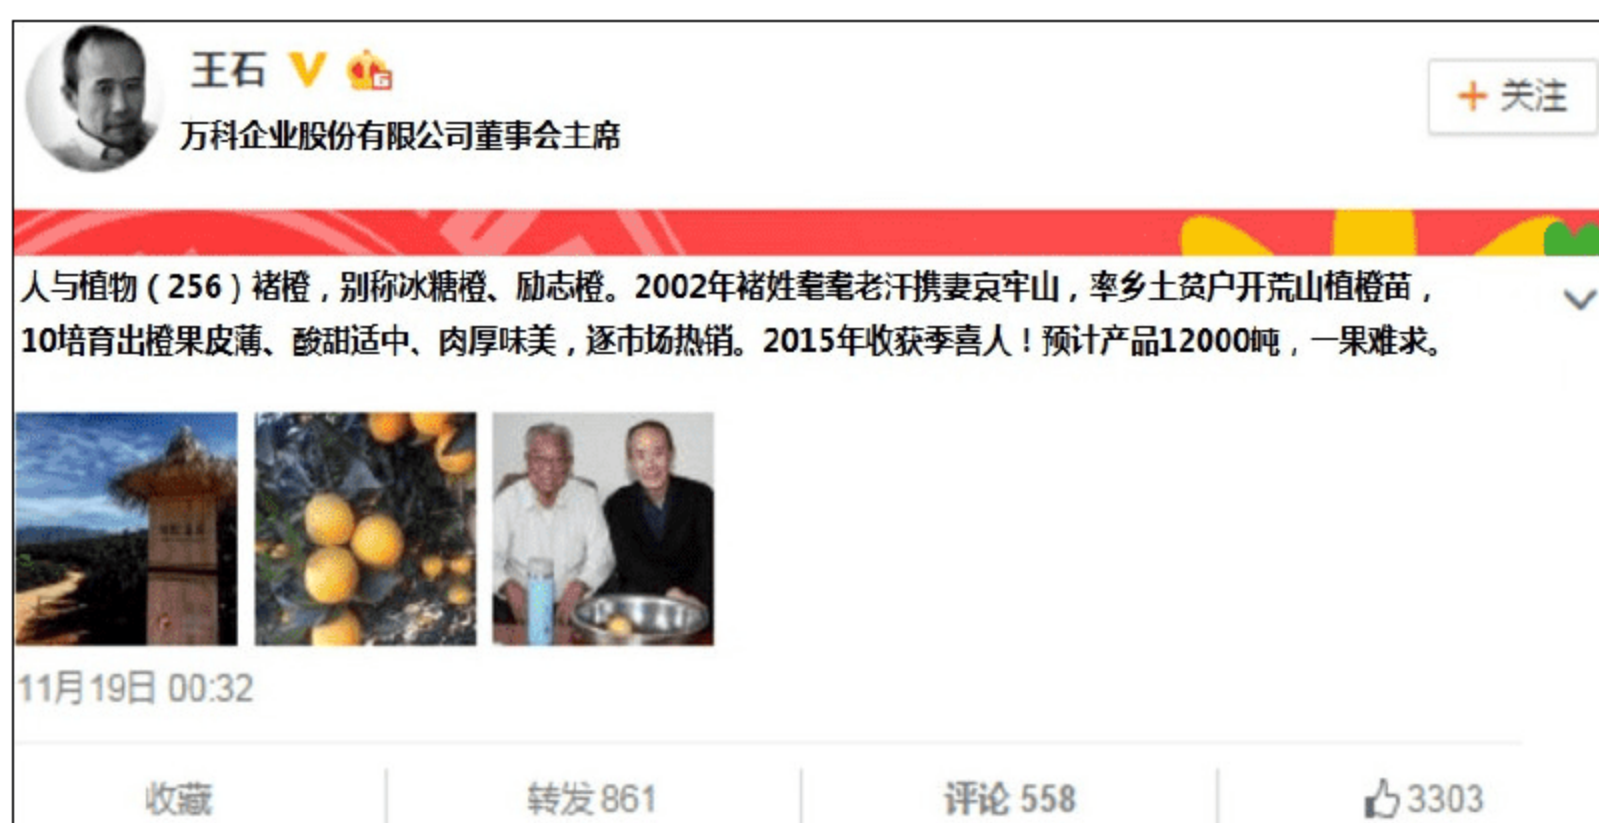 王石
万科企业股份有限公司董事会主席
+ 关注
人与植物（256）褚橙，别称冰糖橙、励志橙。2002年褚姓耄耄老汗携妻哀牢山，率乡土贫户开荒山植橙苗，
10培育出橙果皮薄、酸甜适中、肉厚味美，逐市场热销。2015年收获季喜人！预计产品12000吨，一果难求。
11月19日 00:32
收藏
转发 861
评论 558
3303